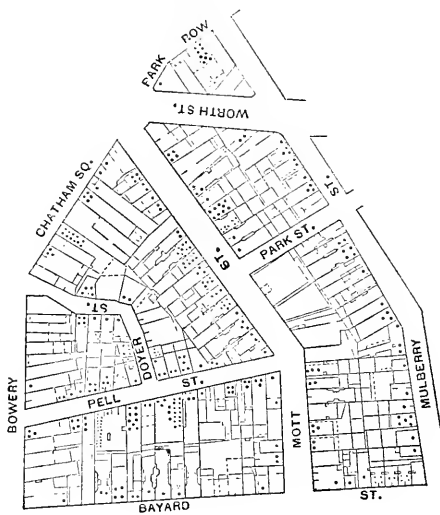 PARK ROW
WORTH ST.
CHATHAM SQ.
ST.
PARK ST.
ST.
ST.
DOYER
PELL ST.
BOWERY
MOTT
MULBERRY
BAYARD ST.